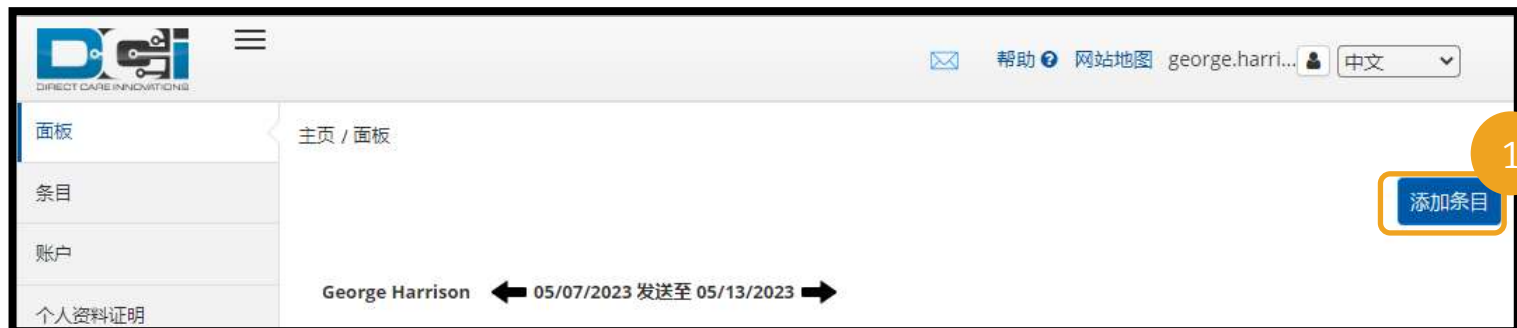 DCI
DIRECT CARE INNOVATIONS
帮助 网站地图 george.harri... 中文
面板
主页 / 面板
1
条目
添加条目
账户
George Harrison 05/07/2023 发送至 05/13/2023
个人资料证明